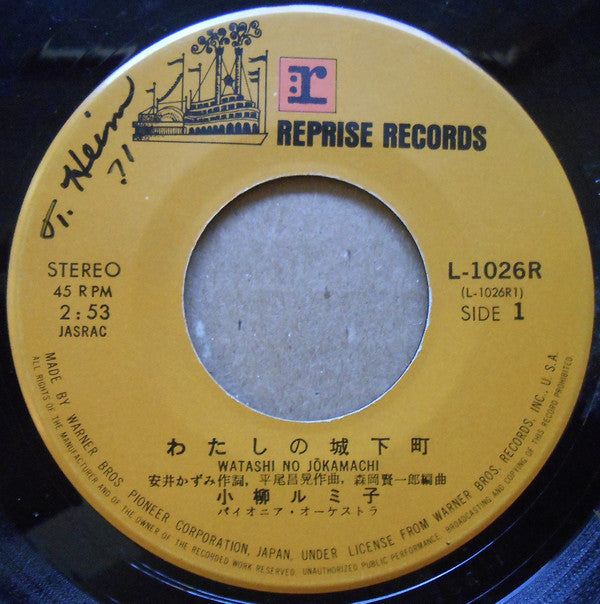 r
REPRISE RECORDS
STEREO
45 RPM
2:53
JASRAC
L-1026R
(L-1026R1)
SIDE 1
わたしの城下町
WATASHI NO JŌKAMACHI
安井かずみ作詞, 平尾昌晃作曲, 森岡賢一郎編曲
小柳ルミ子
パイオニア・オーケストラ
MADE BY WARNER BROS. PIONEER CORPORATION, JAPAN, UNDER LICENSE FROM WARNER BROS. RECORDS, INC., U.S.A.
ALL RIGHTS OF THE MANUFACTURER AND OF THE OWNER OF THE RECORDED WORK RESERVED. UNAUTHORIZED PUBLIC PERFORMANCE, BROADCASTING AND COPYING OF THIS RECORD PROHIBITED.